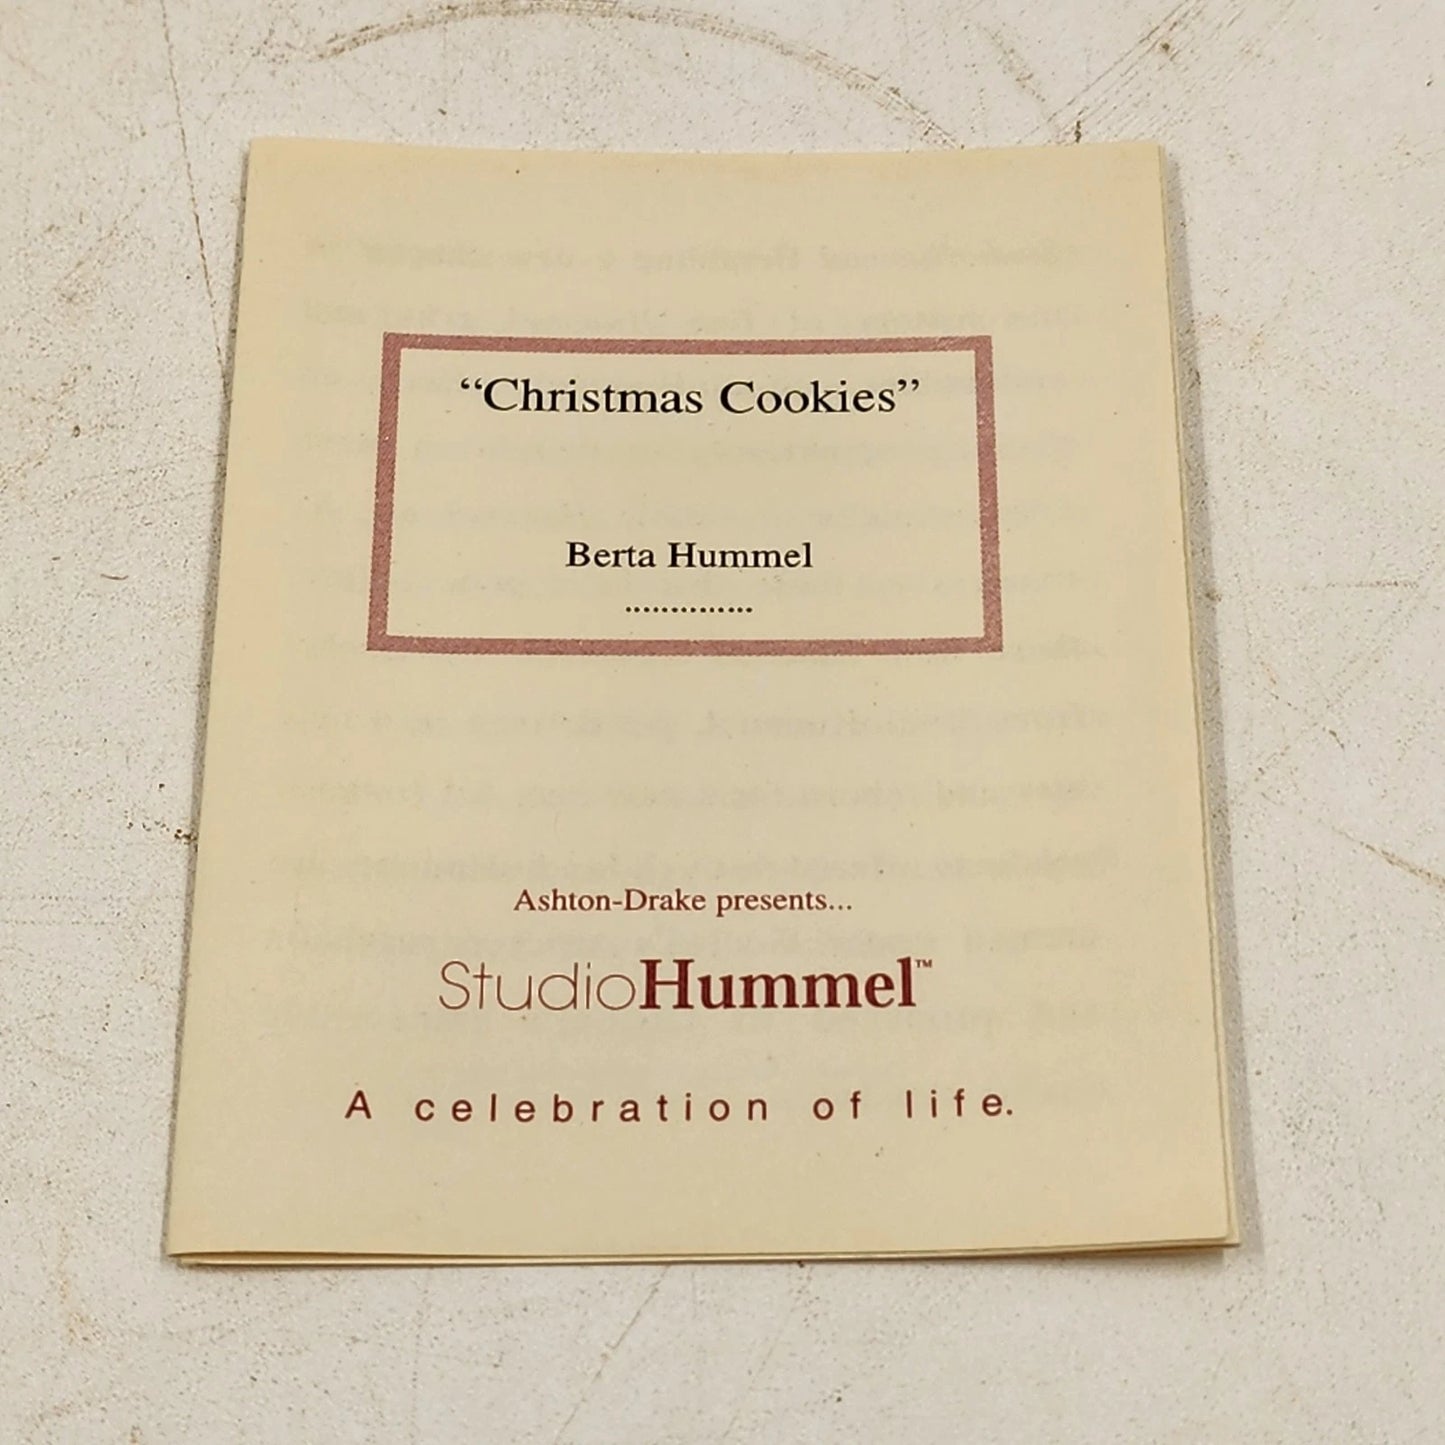 “Christmas Cookies”
Berta Hummel
..............
Ashton-Drake presents...
StudioHummel™
A celebration of life.